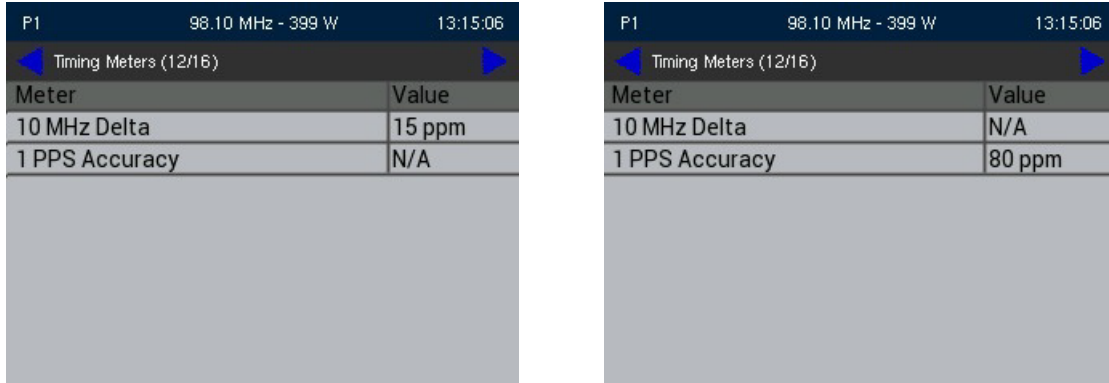 P1 98.10 MHz - 399 W 13:15:06
Timing Meters (12/16)
Meter Value
10 MHz Delta 15 ppm
1 PPS Accuracy N/A
P1 98.10 MHz - 399 W 13:15:06
Timing Meters (12/16)
Meter Value
10 MHz Delta N/A
1 PPS Accuracy 80 ppm